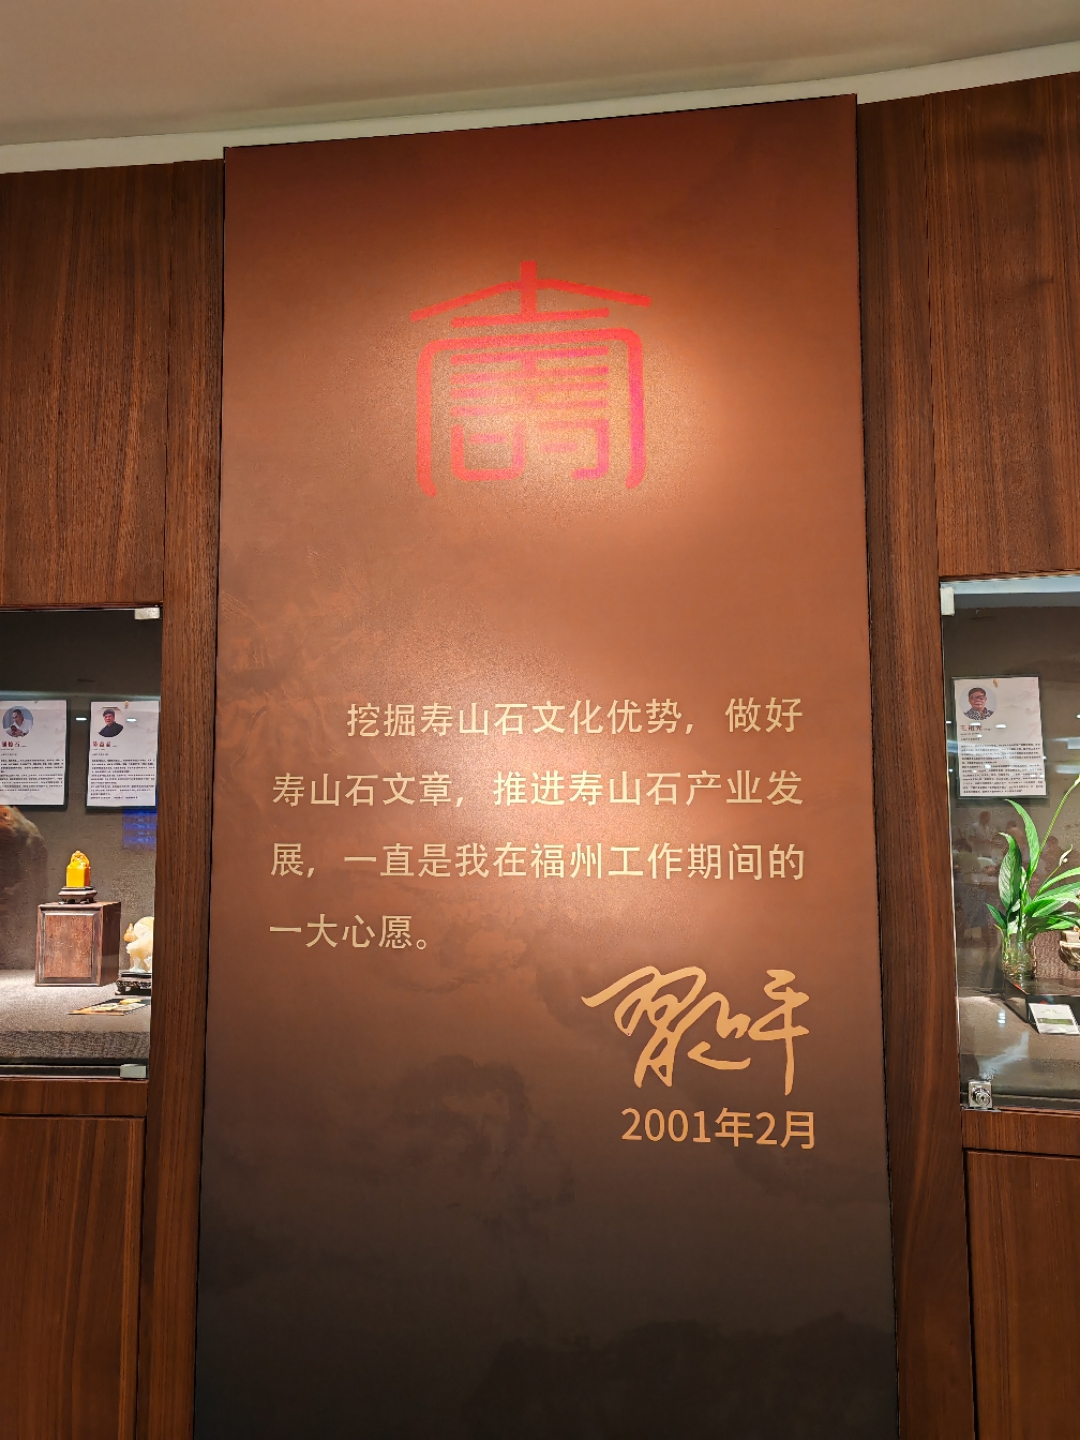 壽
挖掘寿山石文化优势，做好
寿山石文章，推进寿山石产业发
展，一直是我在福州工作期间的
一大心愿。
习近平
2001年2月